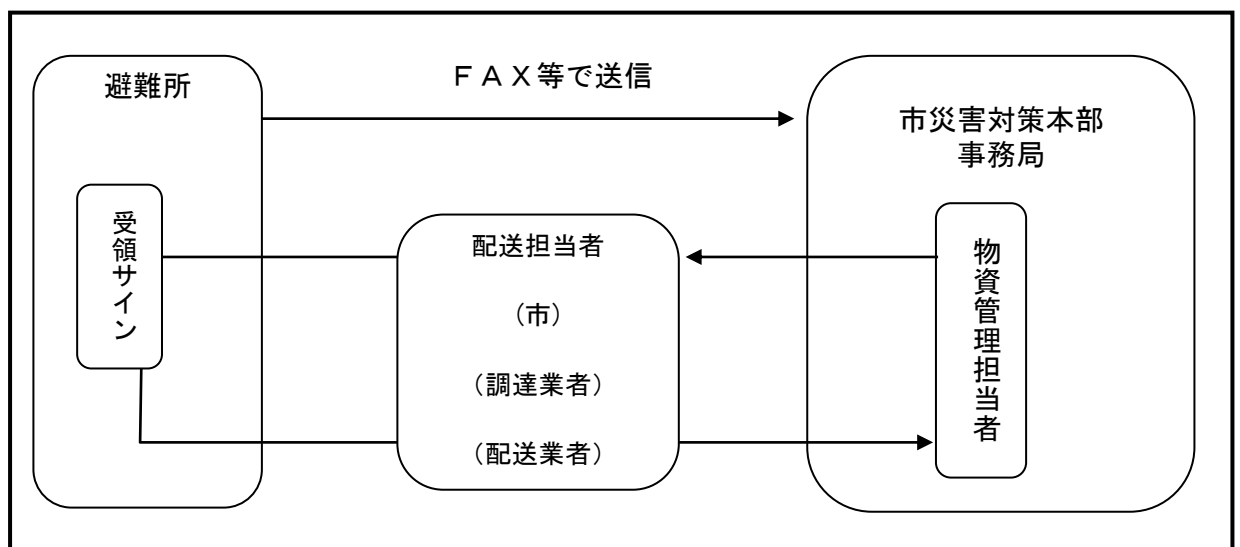 避難所
ＦＡＸ等で送信
市災害対策本部
事務局
受領サイン
配送担当者
（市）
（調達業者）
（配送業者）
物資管理担当者